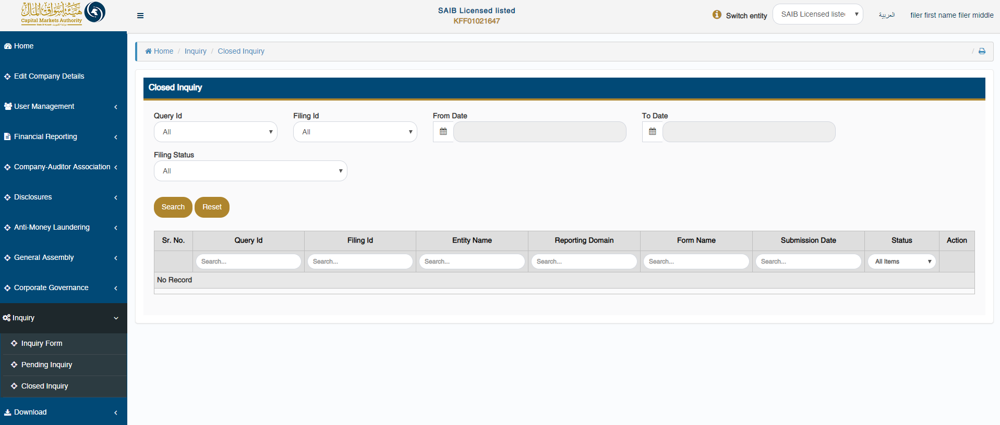 هيئة أسواق المال
Capital Markets Authority
State Of Kuwait دولة الكويت
SAIB Licensed listed
KFF01021647
Switch entity
SAIB Licensed liste
العربية
filer first name filer middle
Home
Edit Company Details
User Management
Financial Reporting
Company-Auditor Association
Disclosures
Anti-Money Laundering
General Assembly
Corporate Governance
Inquiry
Inquiry Form
Pending Inquiry
Closed Inquiry
Download
Home / Inquiry / Closed Inquiry /
Closed Inquiry
Query Id Filing Id From Date To Date
All All
Filing Status
All
Search Reset
Sr. No. Query Id Filing Id Entity Name Reporting Domain Form Name Submission Date Status Action
Search... Search... Search... Search... Search... Search... All Items
No Record